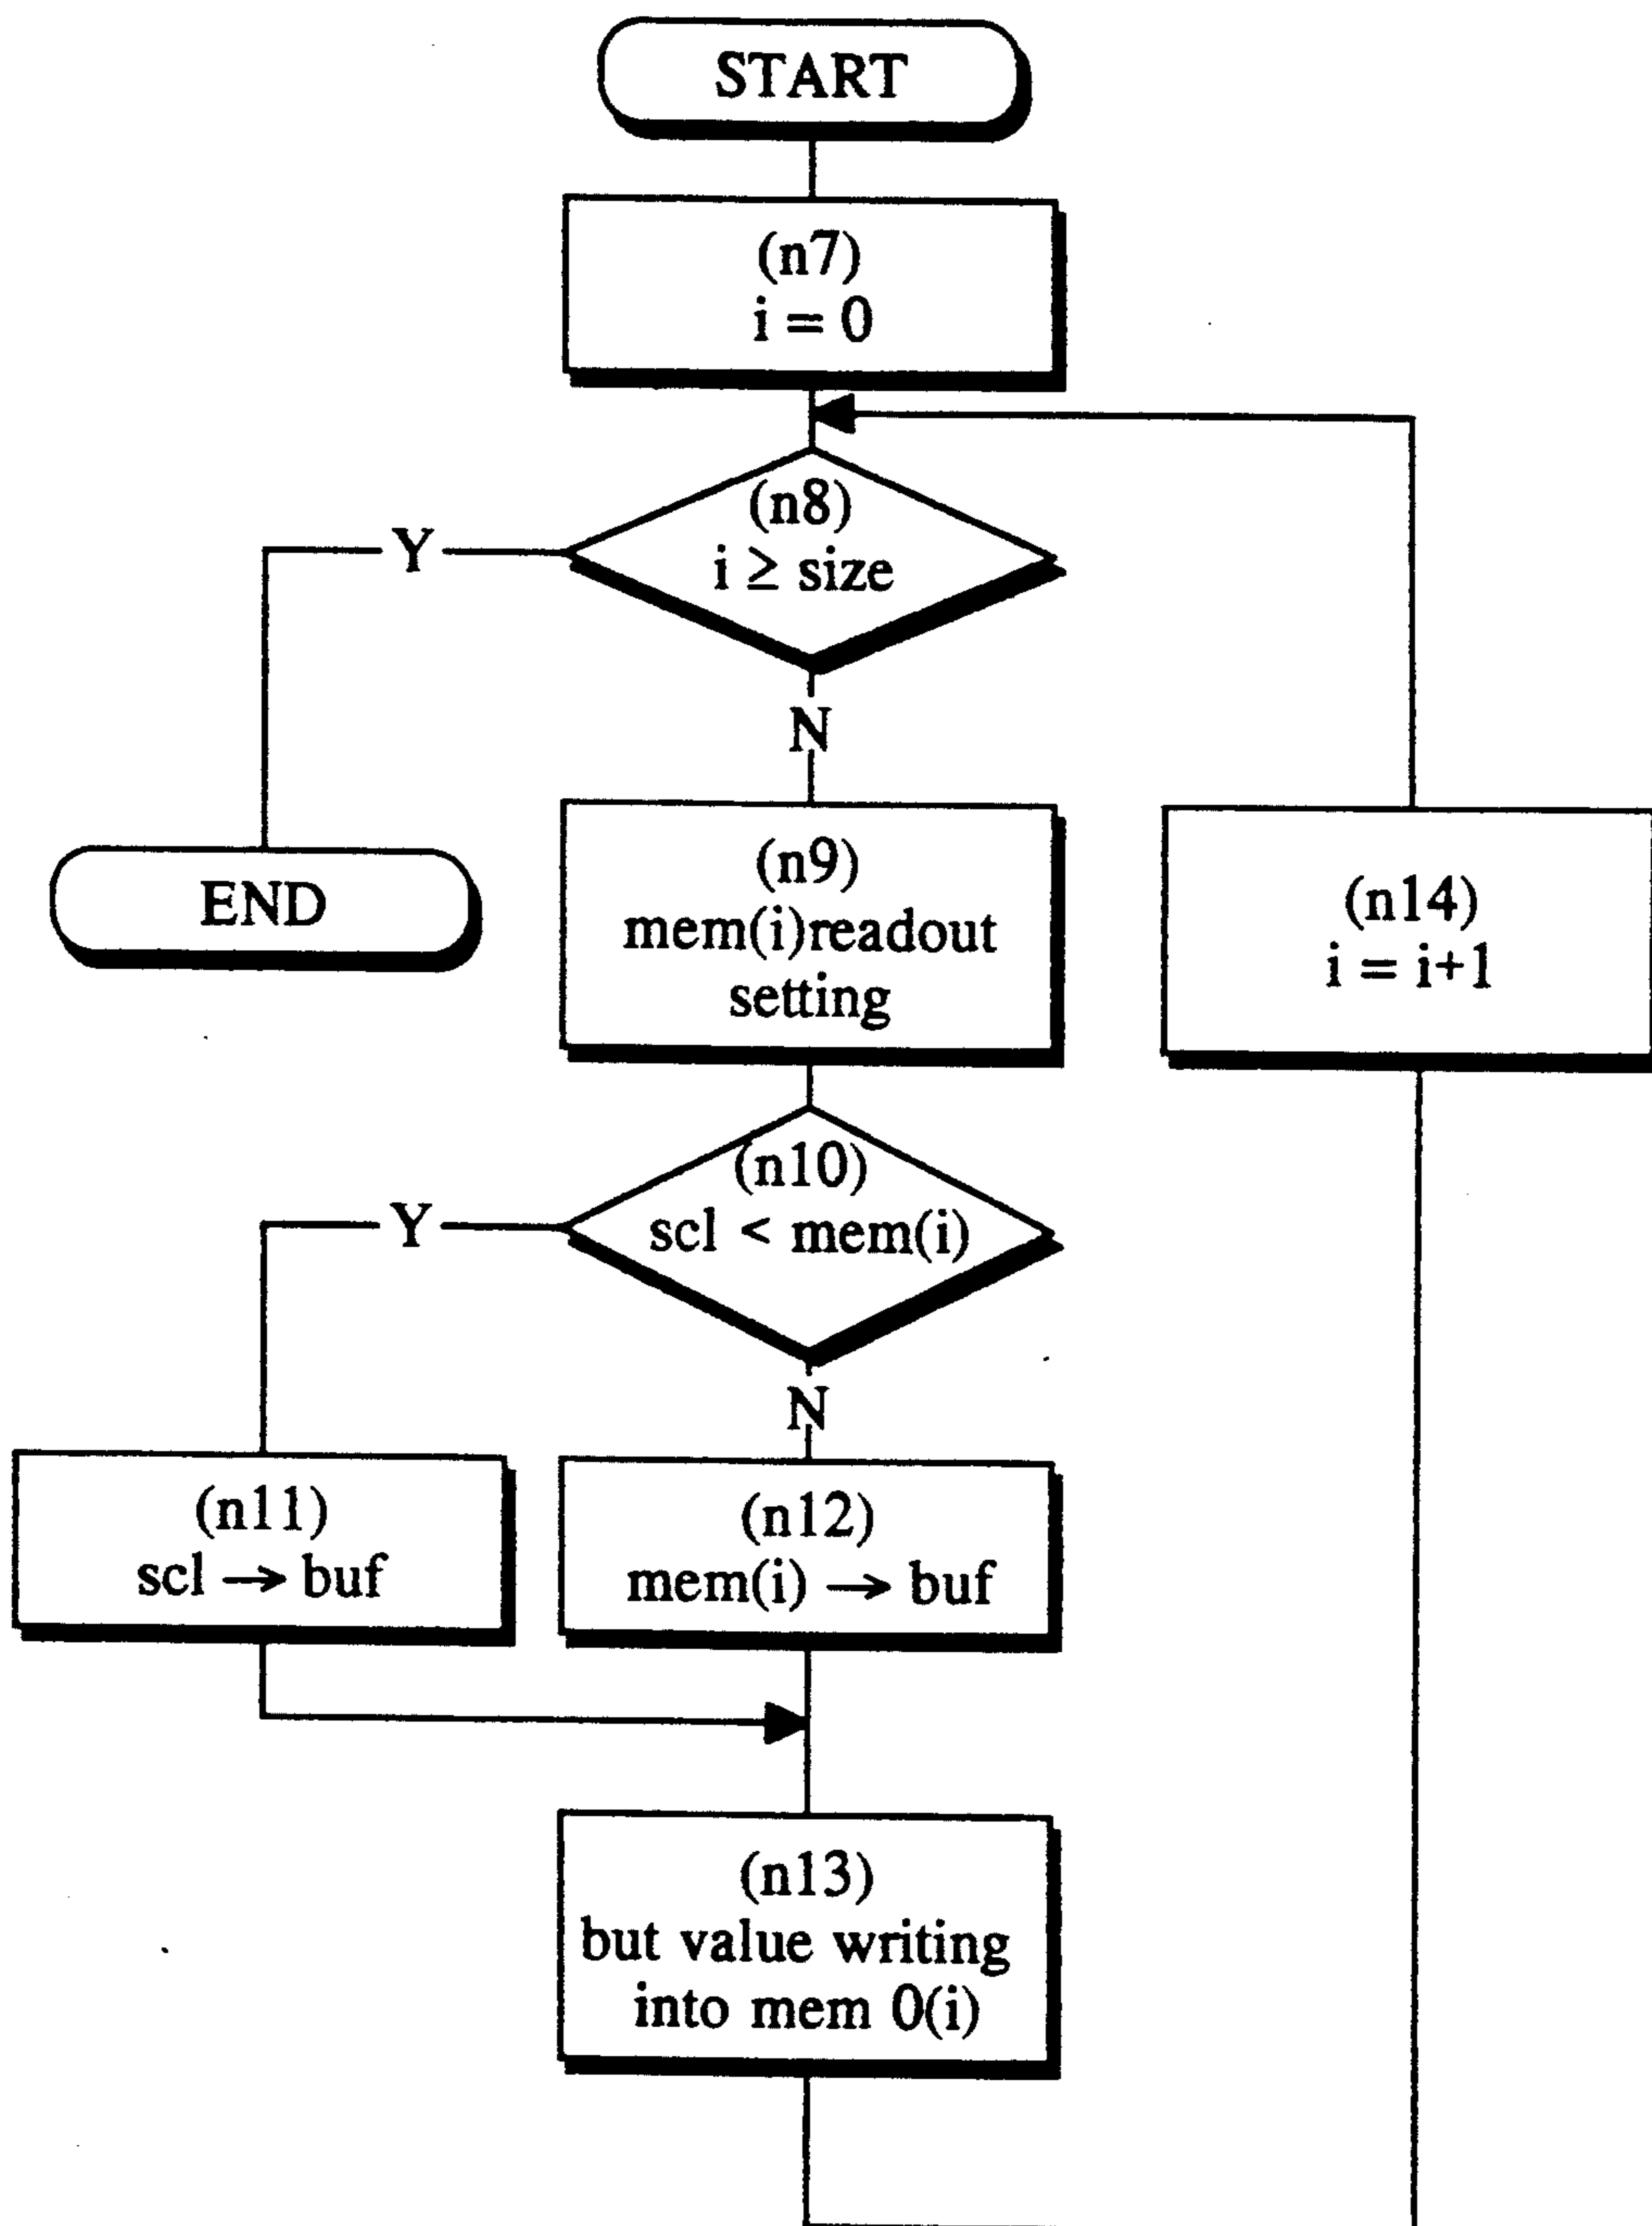 START
(n7)
i = 0
(n8)
i ≥ size
Y
N
END
(n9)
mem(i)readout
setting
(n14)
i = i+1
(n10)
scl < mem(i)
Y
N
(n11)
scl → buf
(n12)
mem(i) → buf
(n13)
but value writing
into mem 0(i)